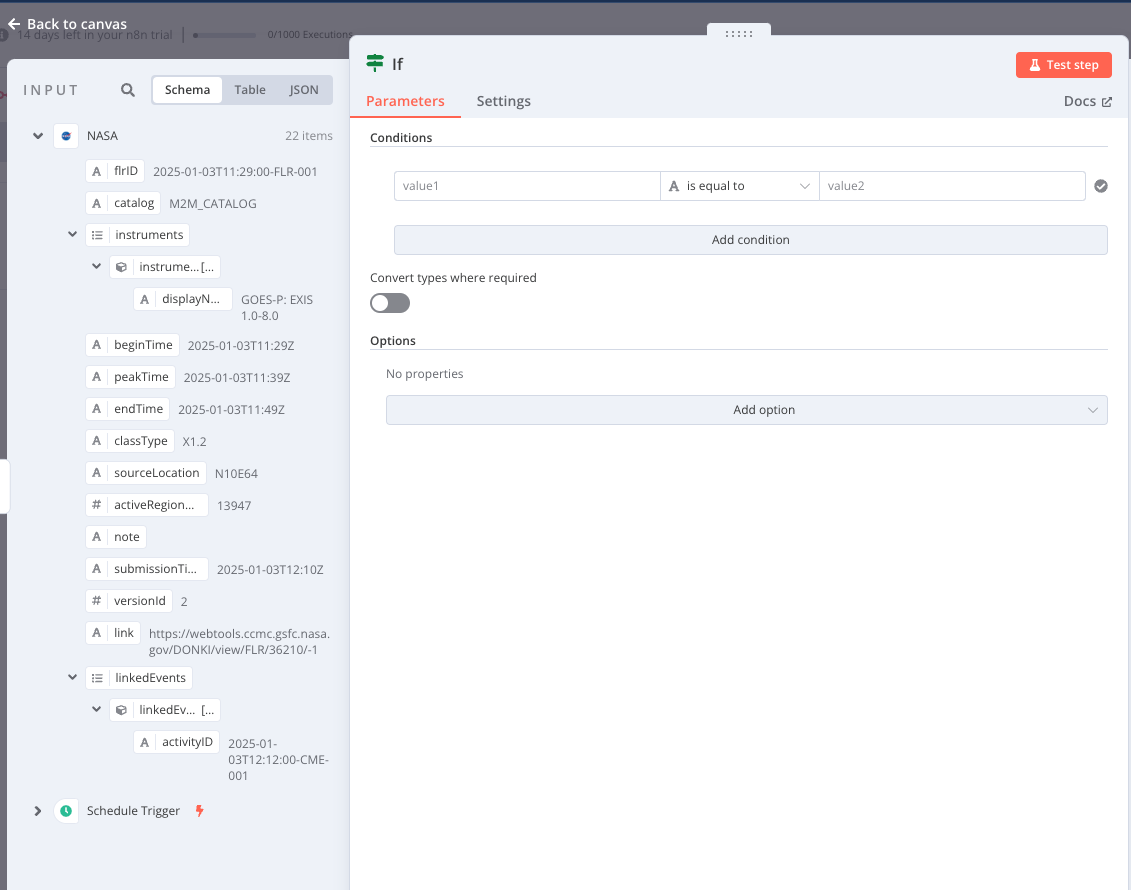 Back to canvas
14 days left in your n8n trial
0/1000 Executions
INPUT
Schema
Table
JSON
NASA
22 items
A flrID 2025-01-03T11:29:00-FLR-001
A catalog M2M_CATALOG
instruments
instrume...[...
A displayN... GOES-P: EXIS
1.0-8.0
A beginTime 2025-01-03T11:29Z
A peakTime 2025-01-03T11:39Z
A endTime 2025-01-03T11:49Z
A classType X1.2
A sourceLocation N10E64
# activeRegion... 13947
A note
A submissionTi... 2025-01-03T12:10Z
# versionId 2
A link https://webtools.ccmc.gsfc.nasa.
gov/DONKI/view/FLR/36210/-1
linkedEvents
linkedEv... [...
A activityID 2025-01-
03T12:12:00-CME-
001
Schedule Trigger
If
Test step
Parameters
Settings
Docs
Conditions
value1
A is equal to
value2
Add condition
Convert types where required
Options
No properties
Add option